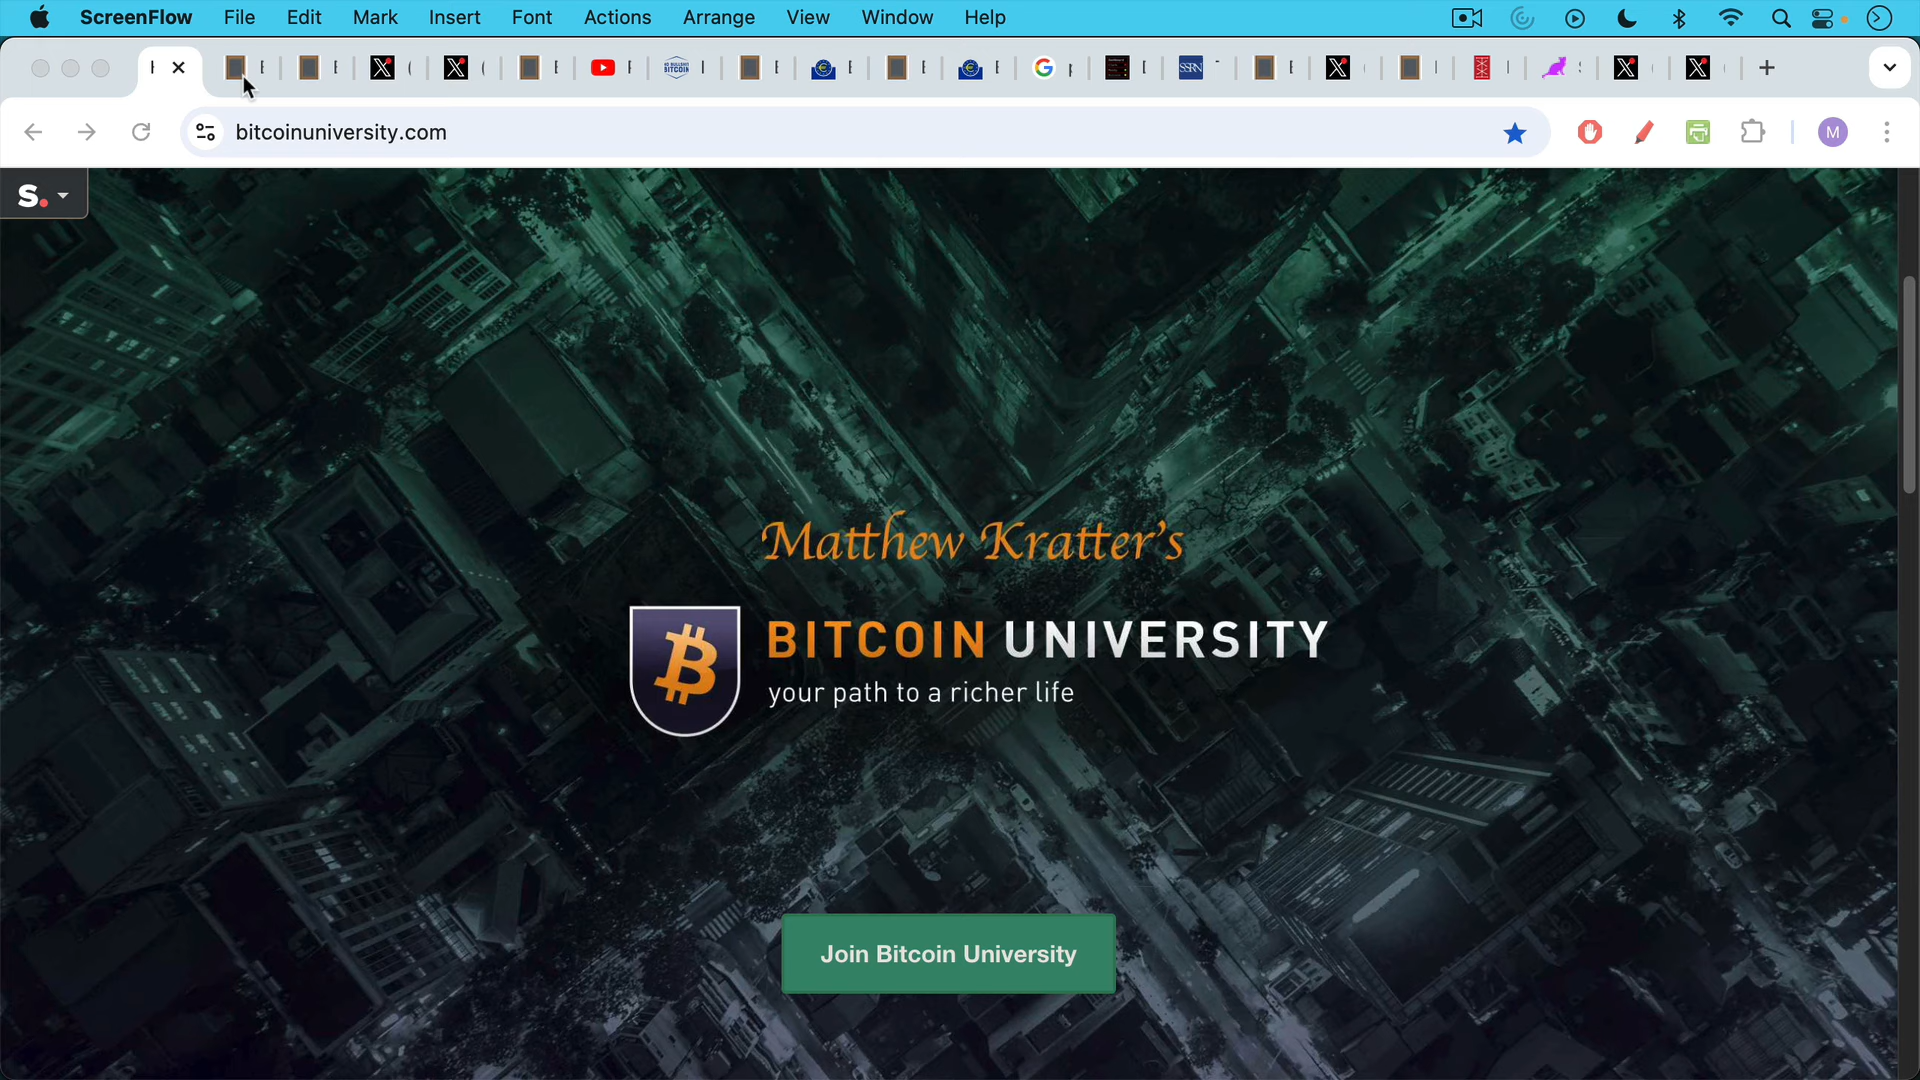 ScreenFlow File Edit Mark Insert Font Actions Arrange View Window Help
bitcoinuniversity.com
M
S.
Matthew Kratter's
BITCOIN UNIVERSITY
your path to a richer life
Join Bitcoin University